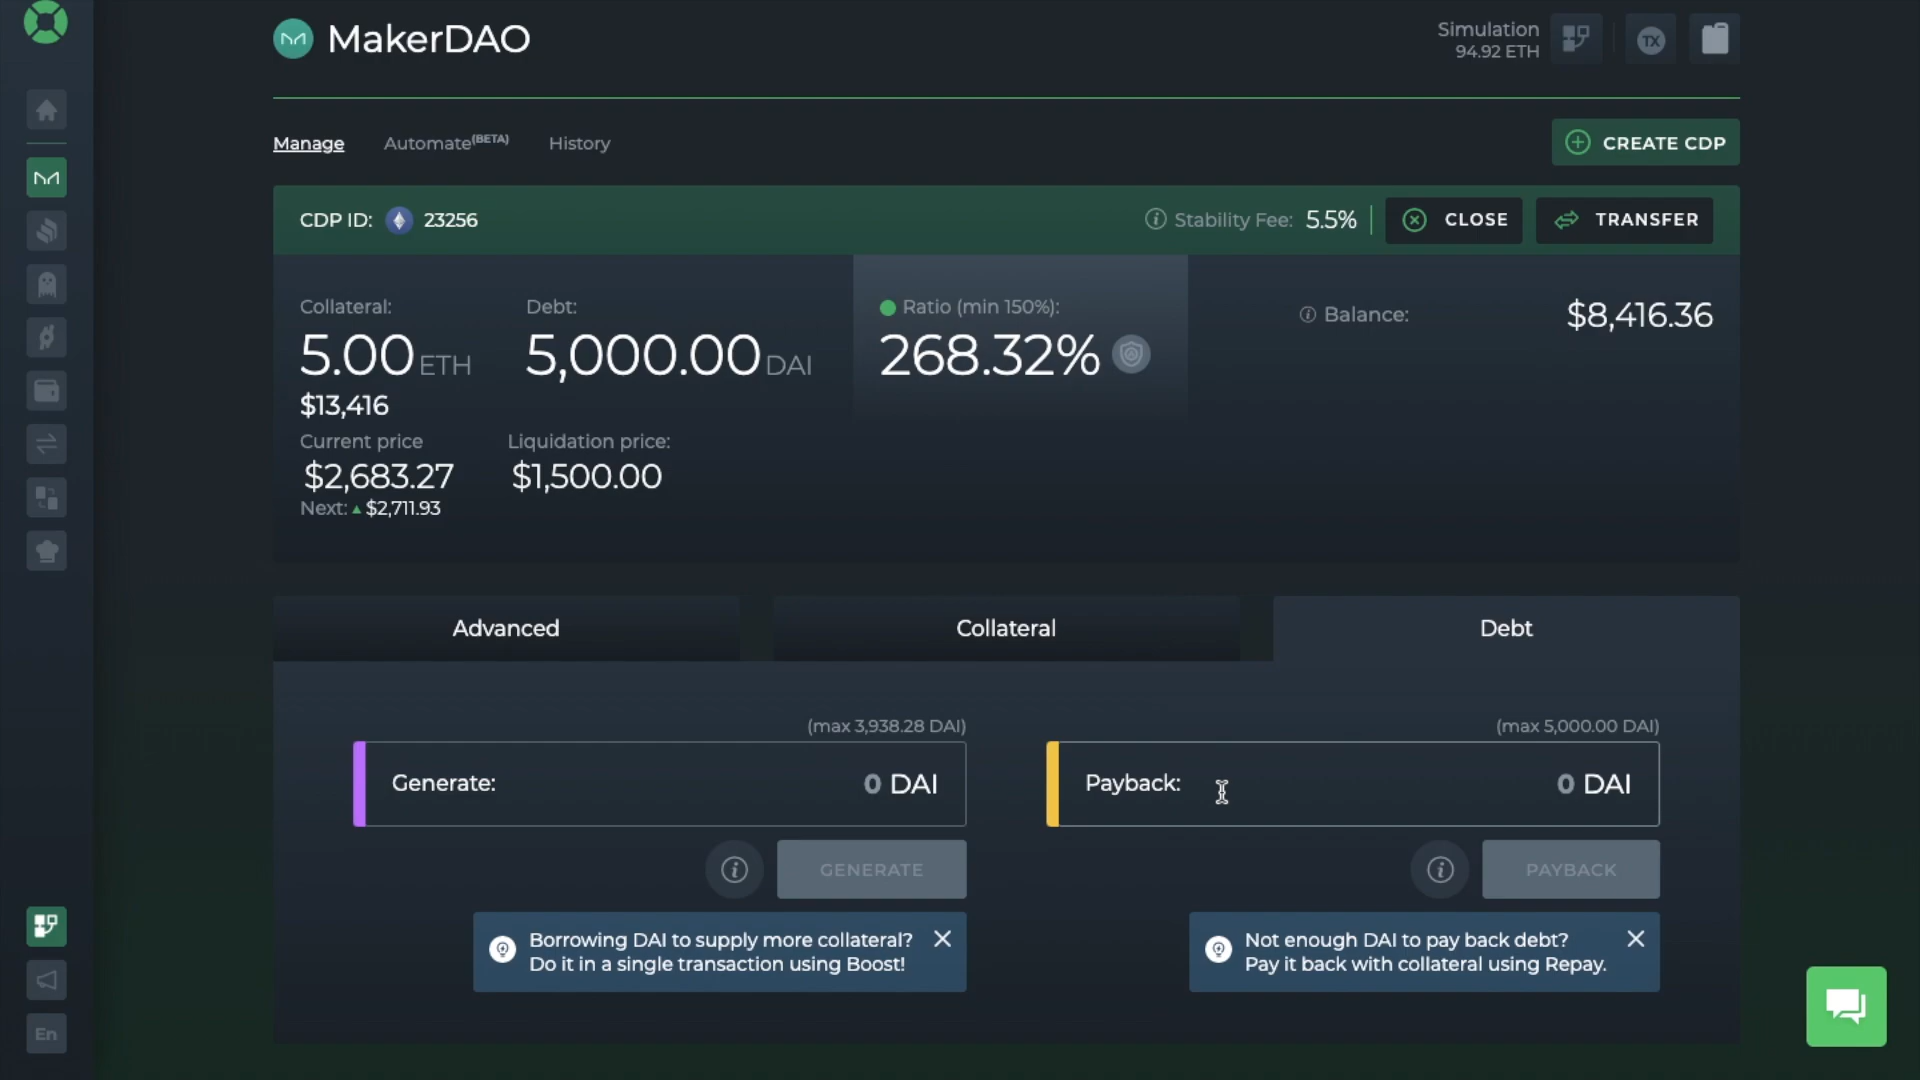 MakerDAO
Simulation
94.92 ETH
TX
Manage
Automate(BETA)
History
CREATE CDP
CDP ID: 23256
Stability Fee: 5.5%
CLOSE
TRANSFER
Collateral:
5.00 ETH
$13,416
Debt:
5,000.00 DAI
Ratio (min 150%):
268.32%
Balance: $8,416.36
Current price
$2,683.27
Next: $2,711.93
Liquidation price:
$1,500.00
Advanced
Collateral
Debt
(max 3,938.28 DAI)
Generate: 0 DAI
GENERATE
Borrowing DAI to supply more collateral?
Do it in a single transaction using Boost!
(max 5,000.00 DAI)
Payback: 0 DAI
PAYBACK
Not enough DAI to pay back debt?
Pay it back with collateral using Repay.
En